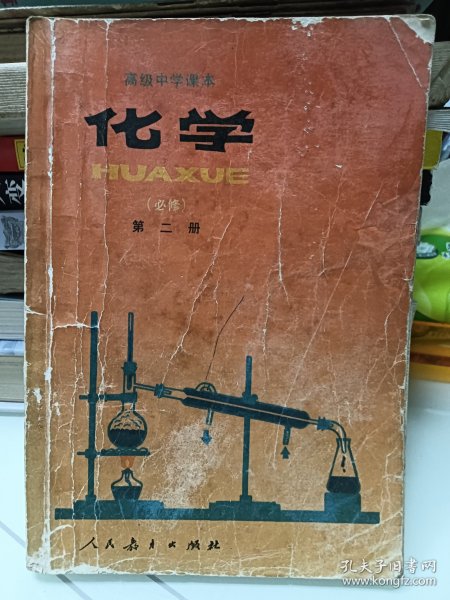 高级中学课本
化学
HUAXUE
(必修)
第二册
人民教育出版社
孔夫子旧书网
www.kongfz.com